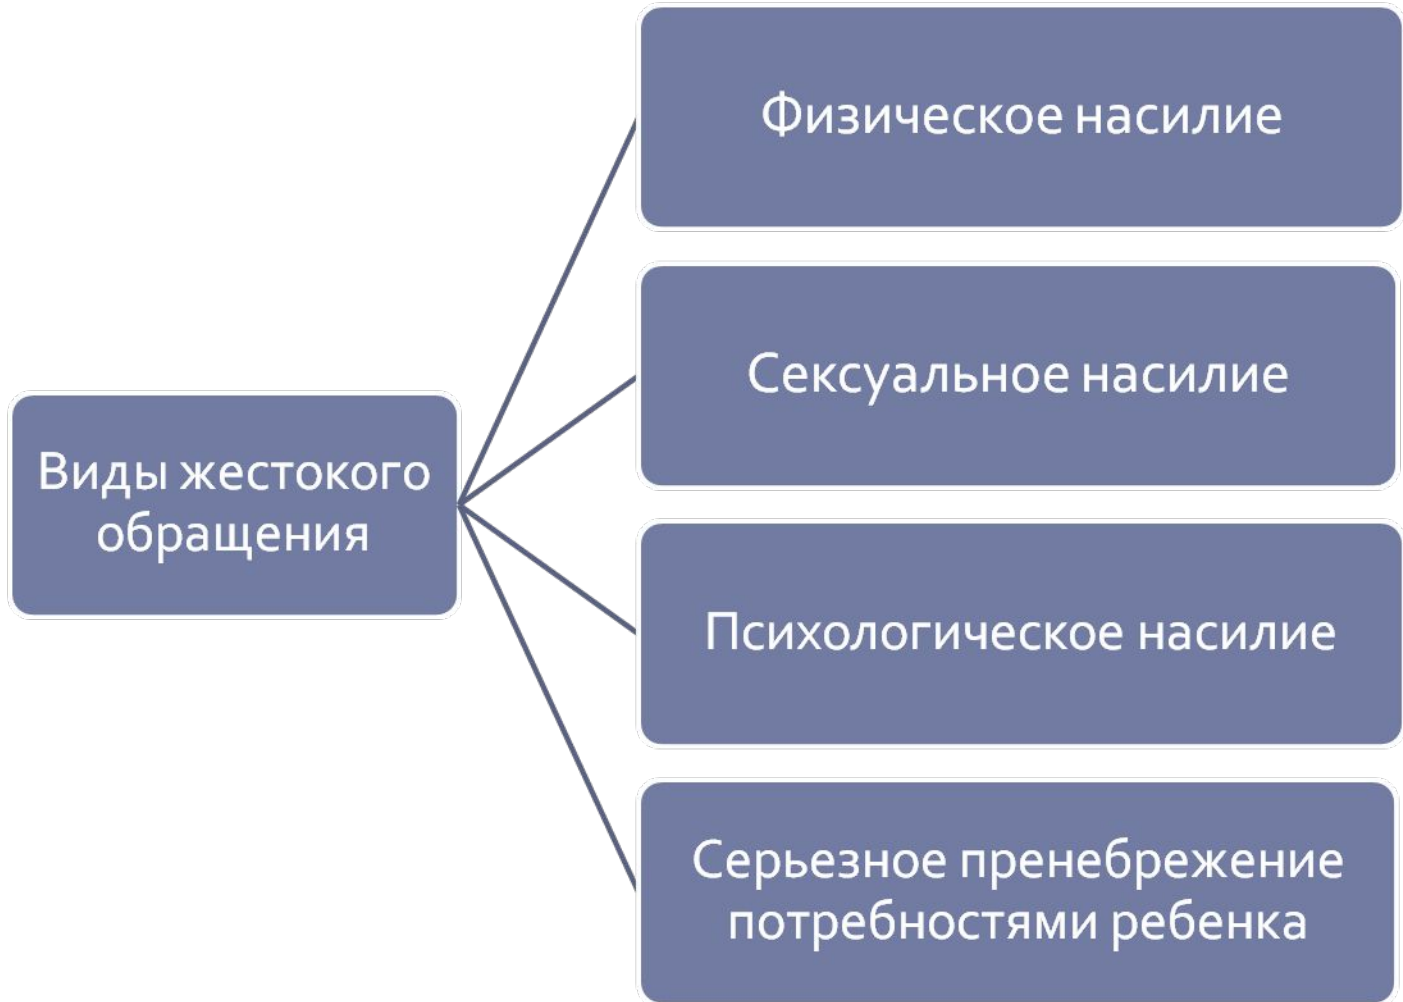 Физическое насилие
Сексуальное насилие
Виды жестокого
обращения
Психологическое насилие
Серьезное пренебрежение
потребностями ребенка